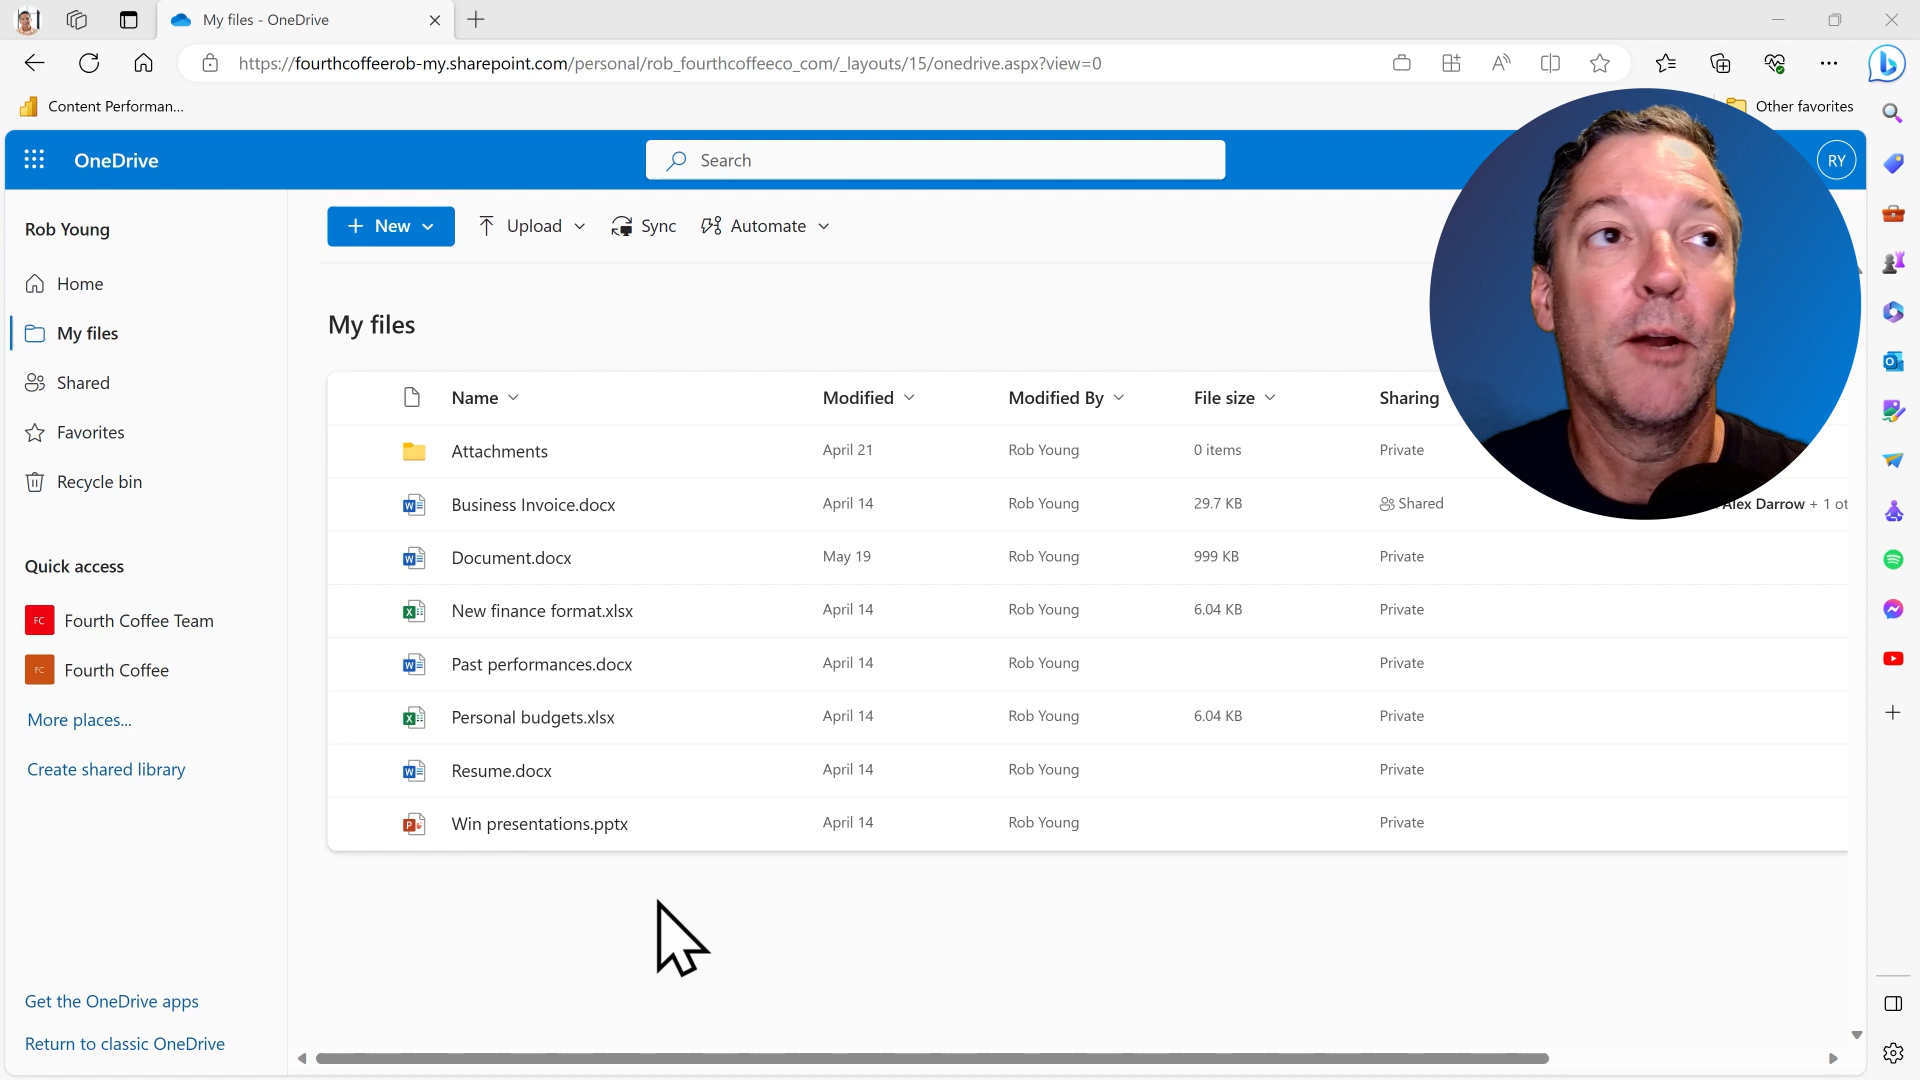 My files - OneDrive
https://fourthcoffeerob-my.sharepoint.com/personal/rob_fourthcoffeeco_com/_layouts/15/onedrive.aspx?view=0
Content Performan...
Other favorites
OneDrive
Search
RY
Rob Young
Home
My files
Shared
Favorites
Recycle bin
Quick access
FC Fourth Coffee Team
FC Fourth Coffee
More places...
Create shared library
Get the OneDrive apps
Return to classic OneDrive
New Upload Sync Automate
My files
Name Modified Modified By File size Sharing
Attachments April 21 Rob Young 0 items Private
Business Invoice.docx April 14 Rob Young 29.7 KB Shared Alex Darrow + 1 ot
Document.docx May 19 Rob Young 999 KB Private
New finance format.xlsx April 14 Rob Young 6.04 KB Private
Past performances.docx April 14 Rob Young Private
Personal budgets.xlsx April 14 Rob Young 6.04 KB Private
Resume.docx April 14 Rob Young Private
Win presentations.pptx April 14 Rob Young Private